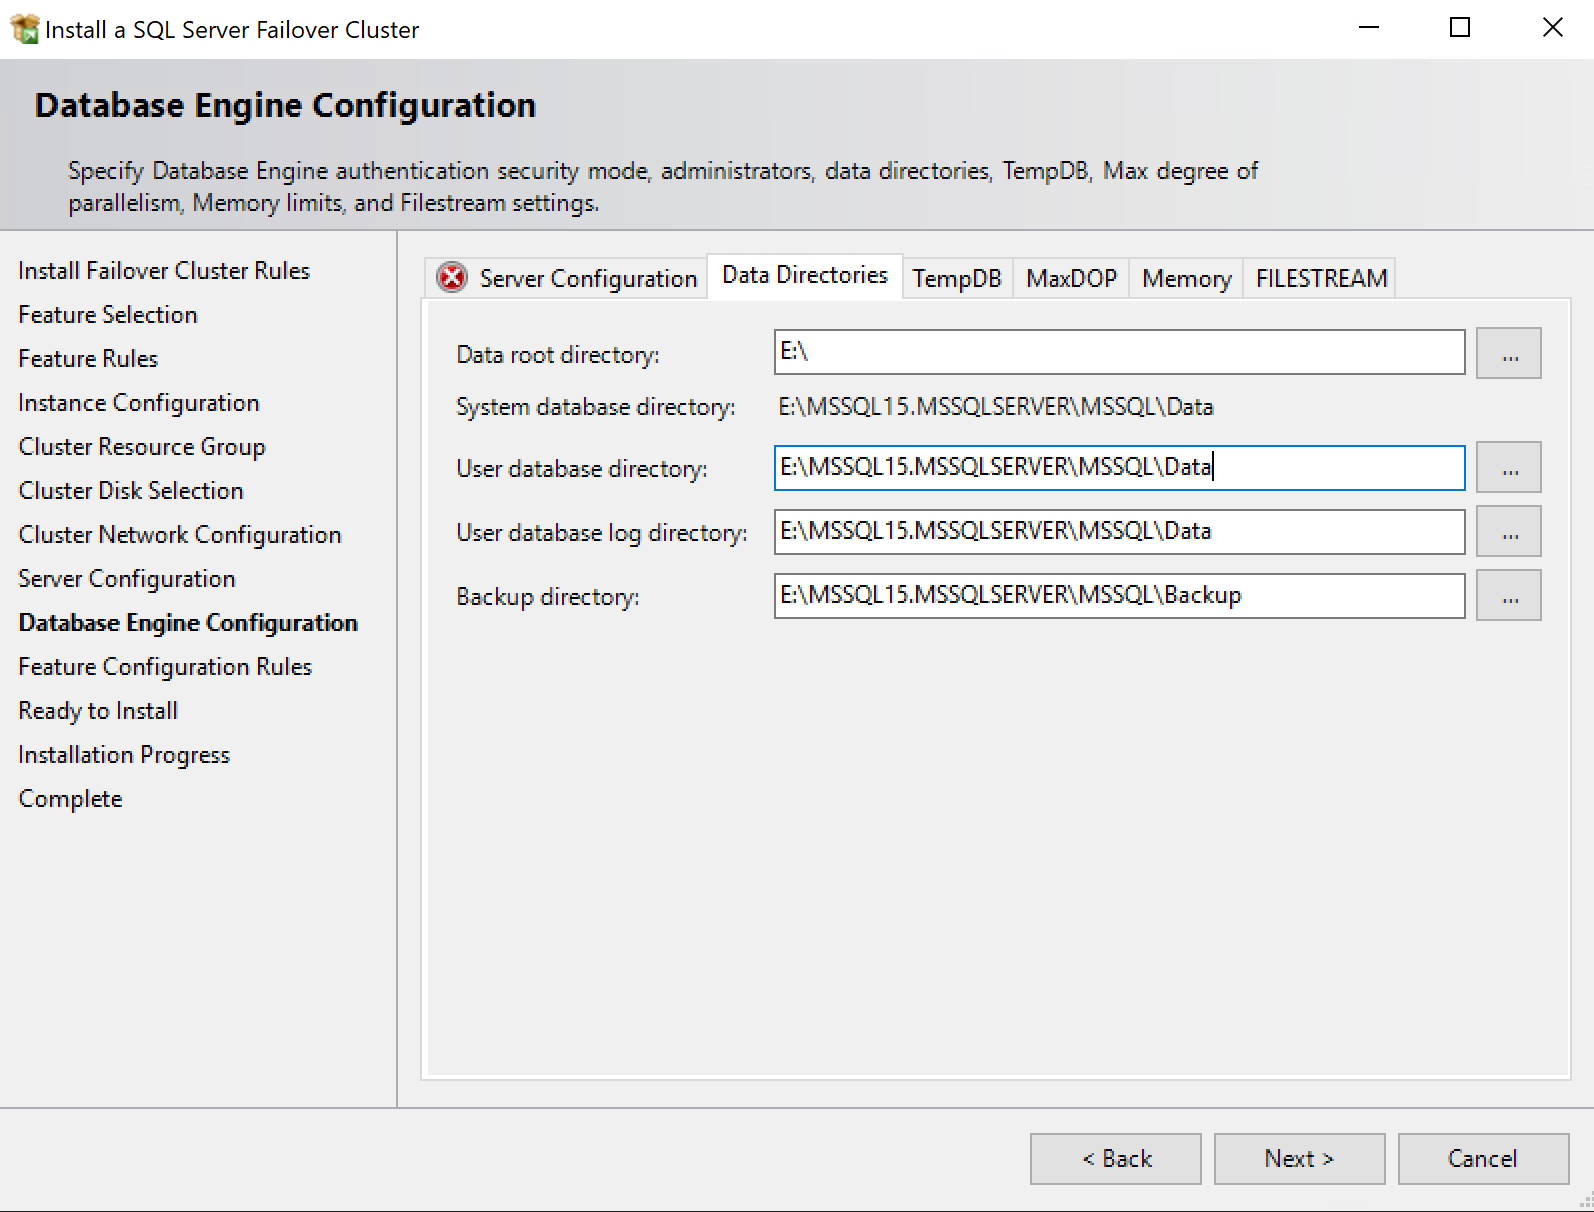 Install a SQL Server Failover Cluster
Database Engine Configuration
Specify Database Engine authentication security mode, administrators, data directories, TempDB, Max degree of
parallelism, Memory limits, and Filestream settings.
Install Failover Cluster Rules
Feature Selection
Feature Rules
Instance Configuration
Cluster Resource Group
Cluster Disk Selection
Cluster Network Configuration
Server Configuration
Database Engine Configuration
Feature Configuration Rules
Ready to Install
Installation Progress
Complete
Server Configuration Data Directories TempDB MaxDOP Memory FILESTREAM
Data root directory: E:\ ...
System database directory: E:\MSSQL15.MSSQLSERVER\MSSQL\Data
User database directory: E:\MSSQL15.MSSQLSERVER\MSSQL\Data ...
User database log directory: E:\MSSQL15.MSSQLSERVER\MSSQL\Data ...
Backup directory: E:\MSSQL15.MSSQLSERVER\MSSQL\Backup ...
< Back Next > Cancel